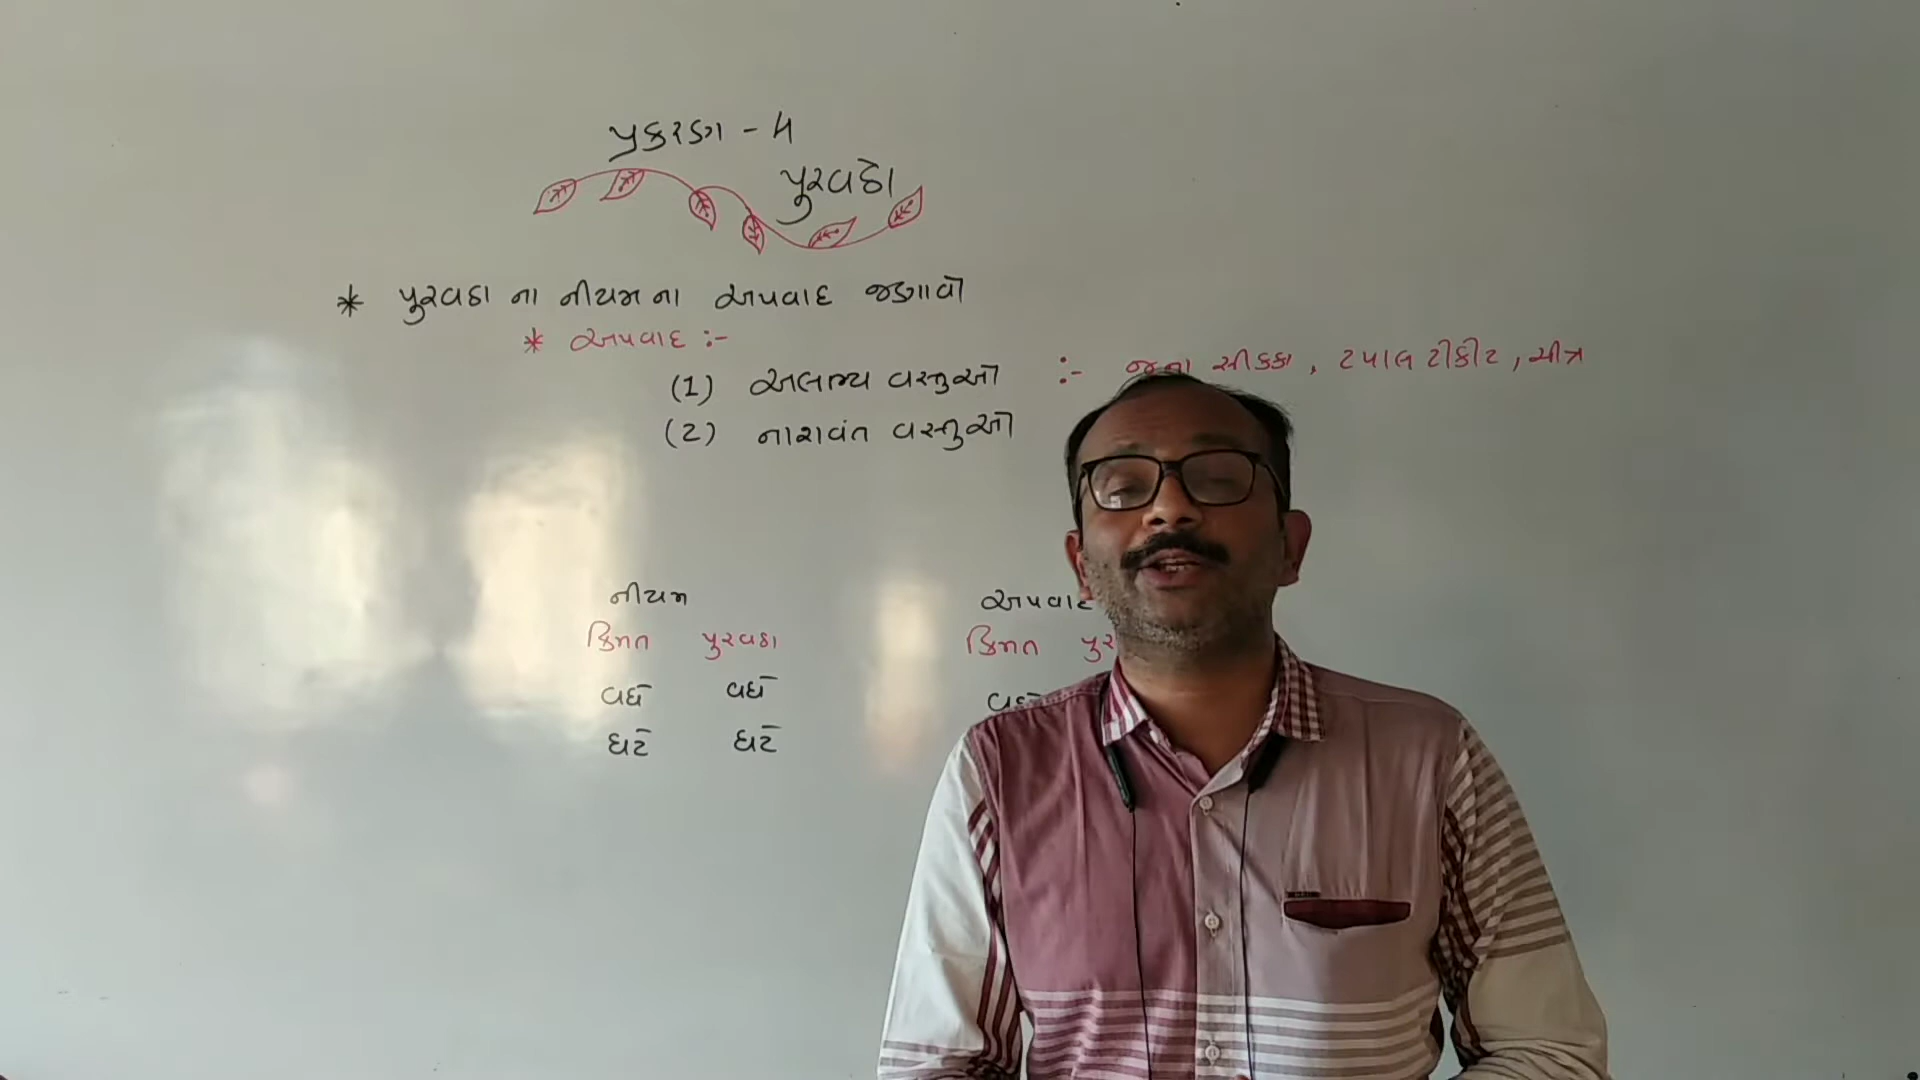 પ્રકરણ - ૫
પુરવઠો
* પુરવઠા ના નીયમ ના અપવાદ જણાવો
* અપવાદ :-
(1) અલભ્ય વસ્તુઓ :- જુના સીક્કા , ટપાલ ટીકીટ , ચીત્ર
(2) નાશવંત વસ્તુઓ
નીયમ અપવાદ
કિંમત પુરવઠા કિંમત
વધે વધે
ઘટે ઘટે